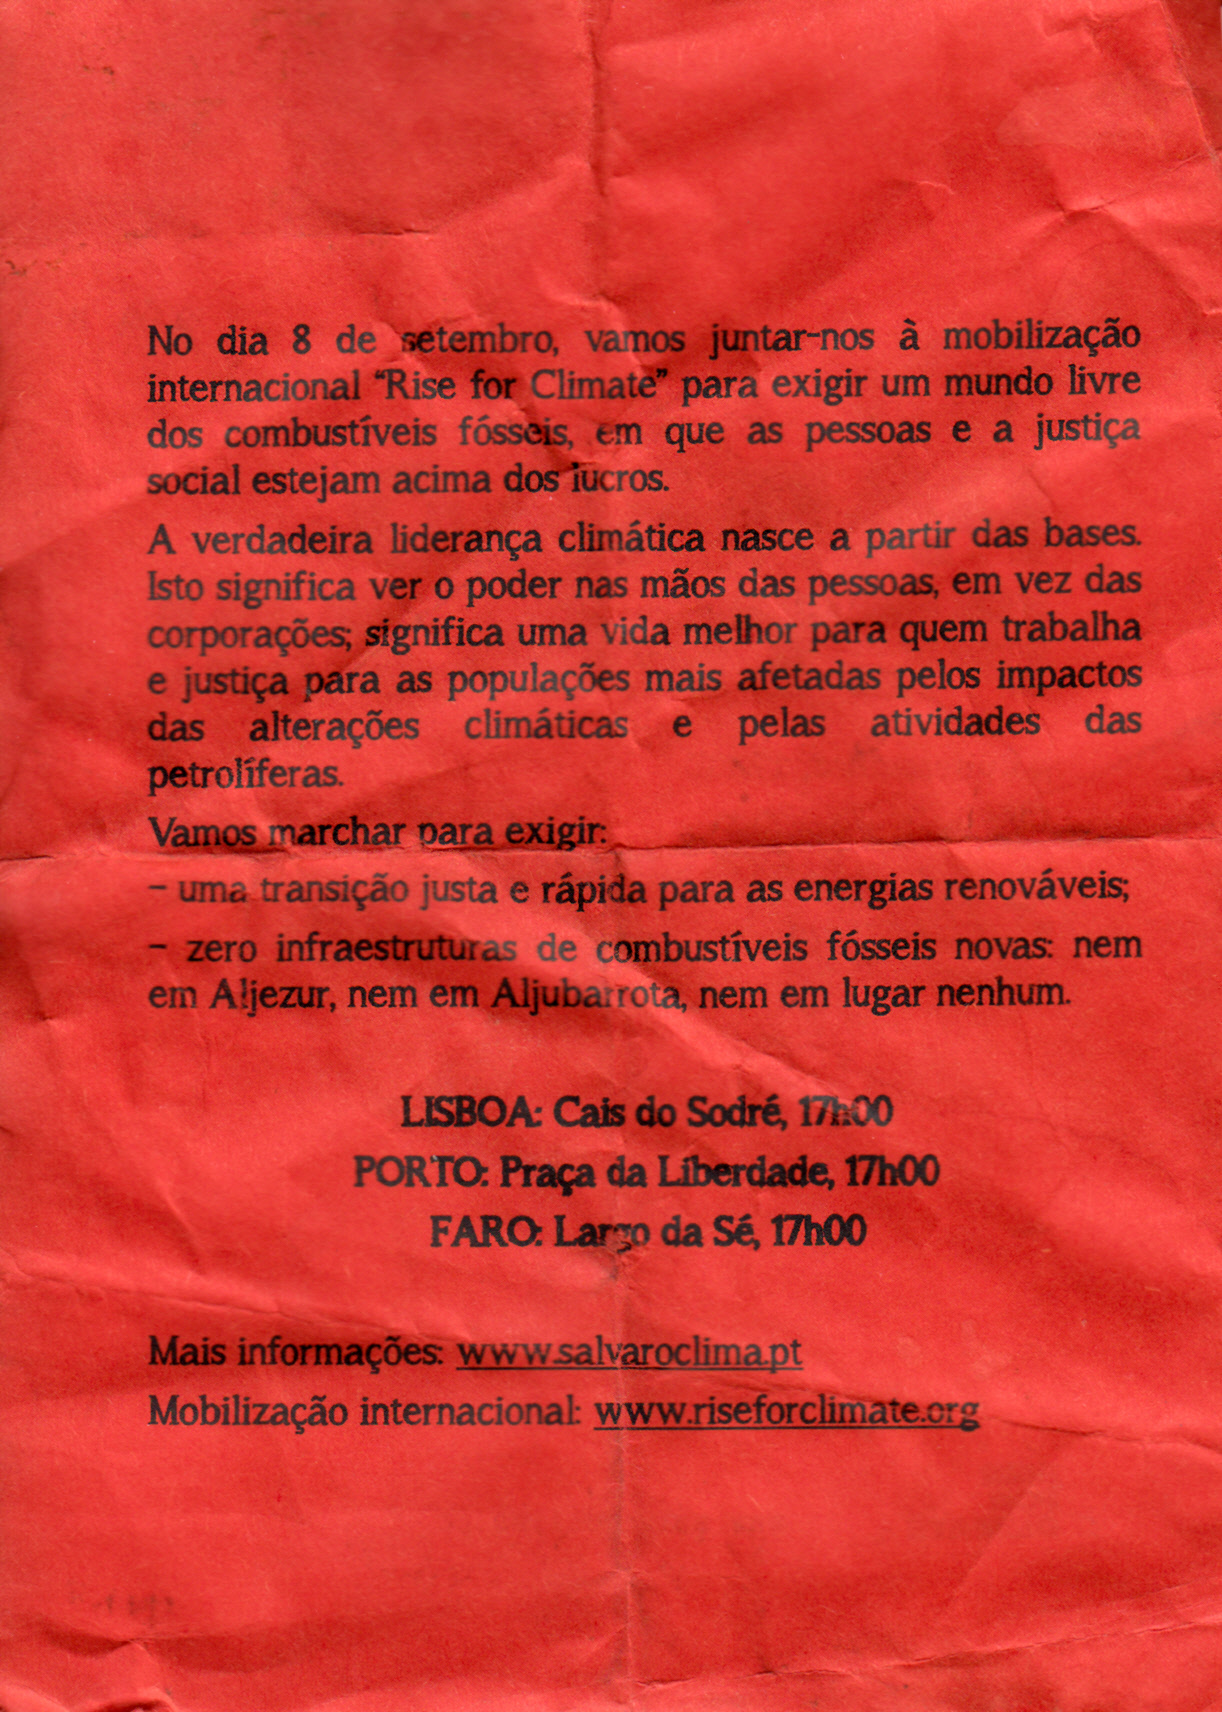 No dia 8 de setembro, vamos juntar-nos à mobilização
internacional “Rise for Climate” para exigir um mundo livre
dos combustíveis fósseis, em que as pessoas e a justiça
social estejam acima dos lucros.
A verdadeira liderança climática nasce a partir das bases.
Isto significa ver o poder nas mãos das pessoas, em vez das
corporações; significa uma vida melhor para quem trabalha
e justiça para as populações mais afetadas pelos impactos
das alterações climáticas e pelas atividades das
petrolíferas.
Vamos marchar para exigir:
– uma transição justa e rápida para as energias renováveis;
– zero infraestruturas de combustíveis fósseis novas: nem
em Aljezur, nem em Aljubarrota, nem em lugar nenhum.
LISBOA: Cais do Sodré, 17h00
PORTO: Praça da Liberdade, 17h00
FARO: Largo da Sé, 17h00
Mais informações: www.salvaroclima.pt
Mobilização internacional: www.riseforclimate.org